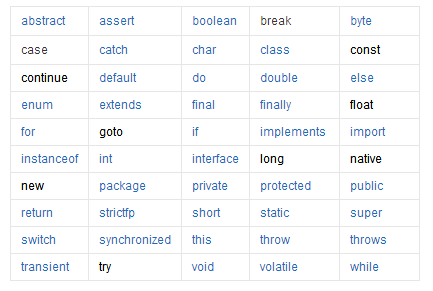 abstract assert boolean break byte
case catch char class const
continue default do double else
enum extends final finally float
for goto if implements import
instanceof int interface long native
new package private protected public
return strictfp short static super
switch synchronized this throw throws
transient try void volatile while